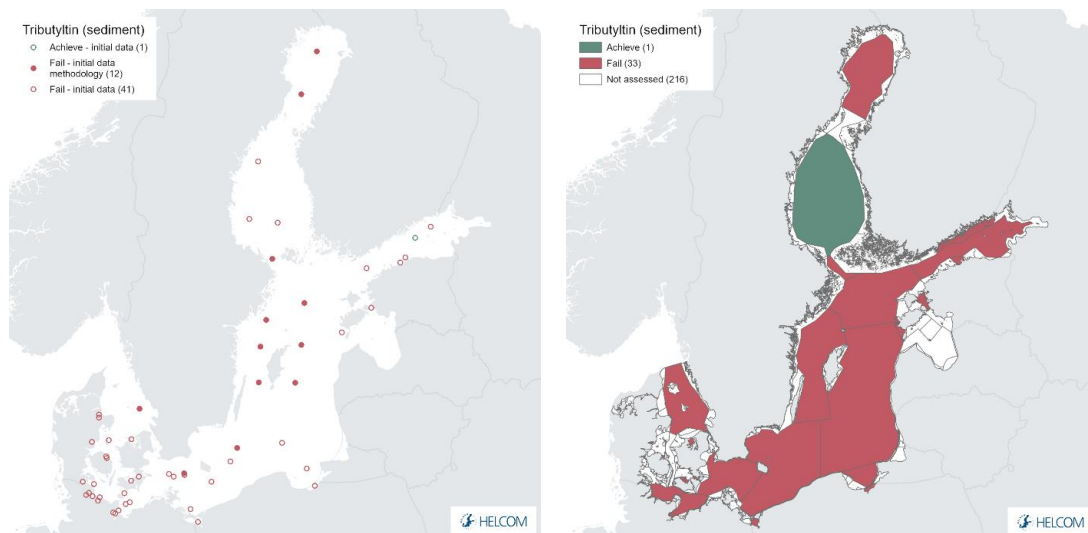 Tributyltin (sediment)
Achieve - initial data (1)
Fail - initial data
methodology (12)
Fail - initial data (41)
HELCOM
Tributyltin (sediment)
Achieve (1)
Fail (33)
Not assessed (216)
HELCOM